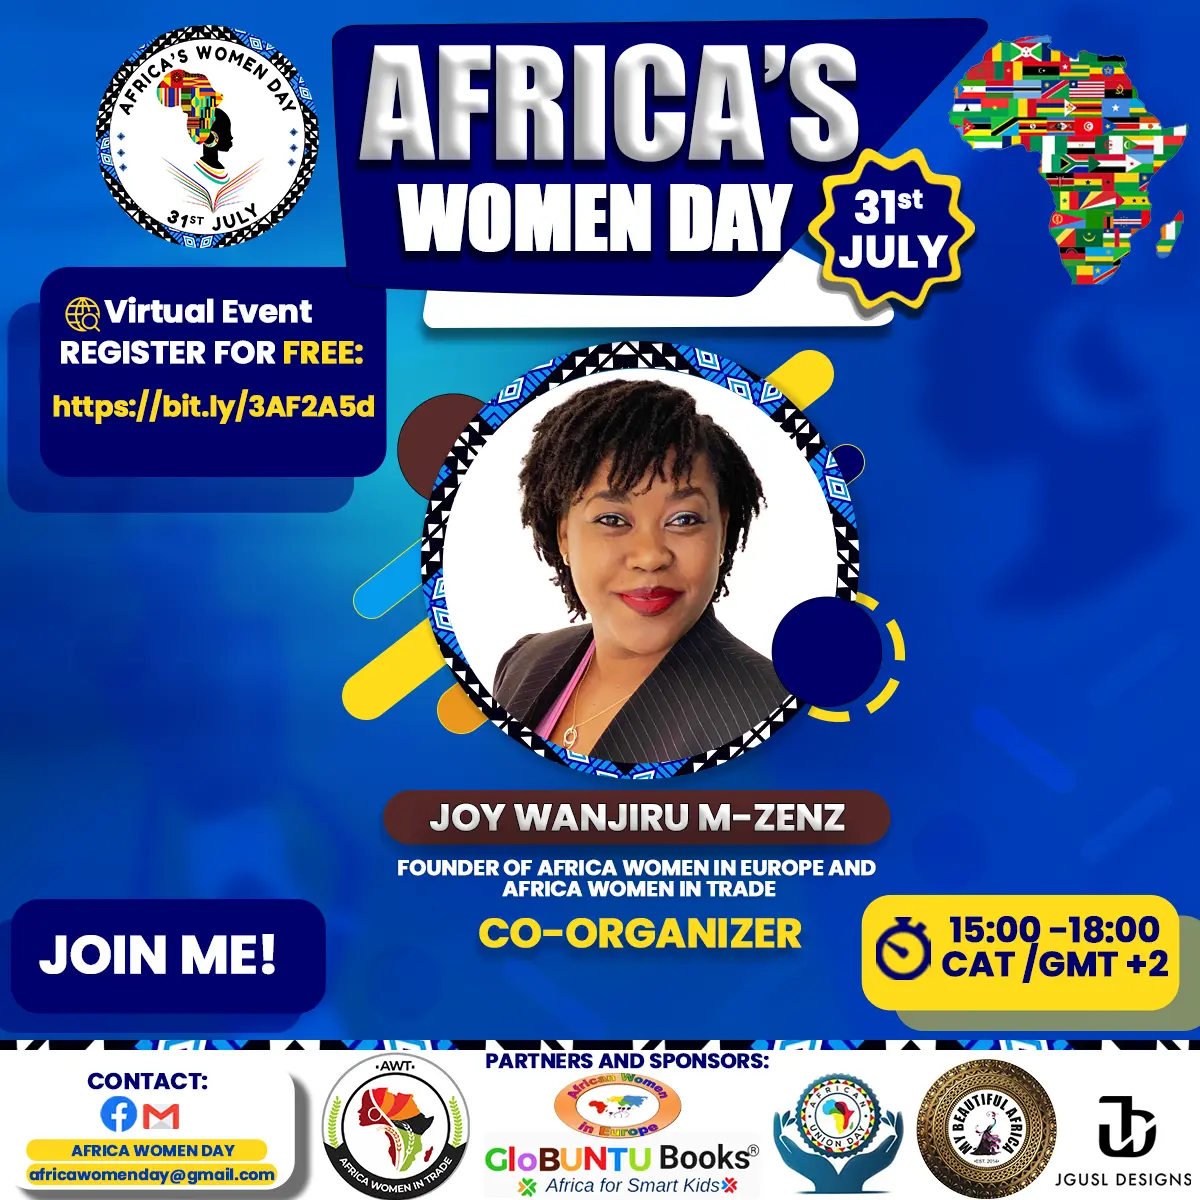 AFRICA'S WOMEN DAY
31ST JULY
AFRICA'S
WOMEN DAY
31st
JULY
Virtual Event
REGISTER FOR FREE:
https://bit.ly/3AF2A5d
JOY WANJIRU M-ZENZ
FOUNDER OF AFRICA WOMEN IN EUROPE AND
AFRICA WOMEN IN TRADE
CO-ORGANIZER
JOIN ME!
15:00 -18:00
CAT /GMT +2
CONTACT:
AFRICA WOMEN DAY
africawomenday@gmail.com
PARTNERS AND SPONSORS:
·AWT·
AFRICA WOMEN IN TRADE
African Women
in Europe
GloBUNTU Books®
Africa for Smart Kids
AFRICAN
UNION DAY
MY BEAUTIFUL AFRICA
•EST. 2014•
JGUSL DESIGNS